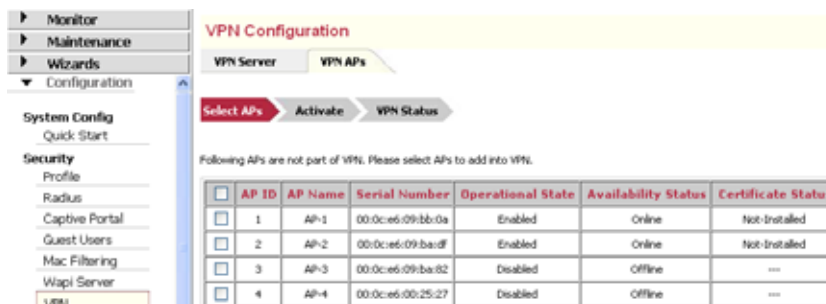 Monitor
Maintenance
Wizards
Configuration
System Config
Quick Start
Security
Profile
Radius
Captive Portal
Guest Users
Mac Filtering
Wapi Server
VPN
VPN Configuration
VPN Server VPN APs
Select APs Activate VPN Status
Following APs are not part of VPN. Please select APs to add into VPN.
AP ID AP Name Serial Number Operational State Availability Status Certificate Statu
1 AP-1 00:0c:e6:09:bb:0a Enabled Online Not-Installed
2 AP-2 00:0c:e6:09:ba:df Enabled Online Not-Installed
3 AP-3 00:0c:e6:09:ba:82 Disabled Offline ---
4 AP-4 00:0c:e6:00:25:27 Disabled Offline ---